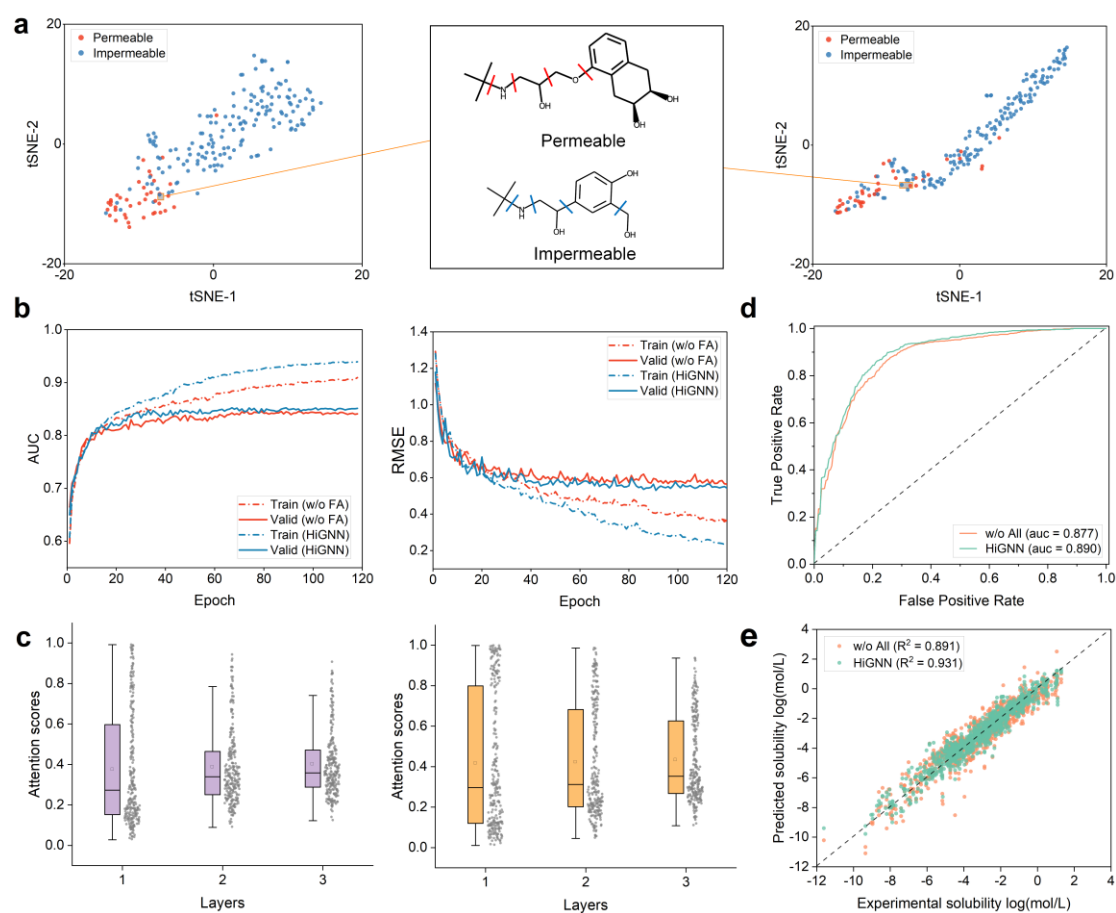 a
Permeable
Impermeable
20
0
-20
-20
0
20
tSNE-2
tSNE-1
N
H
OH
O
OH
OH
Permeable
OH
N
H
OH
OH
Impermeable
Permeable
Impermeable
20
0
-20
-20
0
20
tSNE-2
tSNE-1
b
1.0
0.9
0.8
0.7
0.6
AUC
Train (w/o FA)
Valid (w/o FA)
Train (HiGNN)
Valid (HiGNN)
0 20 40 60 80 100 120
Epoch
1.4
1.2
1.0
0.8
0.6
0.4
0.2
RMSE
Train (w/o FA)
Valid (w/o FA)
Train (HiGNN)
Valid (HiGNN)
0 20 40 60 80 100 120
Epoch
d
1.0
0.8
0.6
0.4
0.2
0.0
True Positive Rate
w/o All (auc = 0.877)
HiGNN (auc = 0.890)
0.0 0.2 0.4 0.6 0.8 1.0
False Positive Rate
c
1.0
0.8
0.6
0.4
0.2
0.0
Attention scores
1 2 3
Layers
1.0
0.8
0.6
0.4
0.2
0.0
Attention scores
1 2 3
Layers
e
4
2
0
-2
-4
-6
-8
-10
-12
Predicted solubility log(mol/L)
w/o All (R² = 0.891)
HiGNN (R² = 0.931)
-12 -10 -8 -6 -4 -2 0 2 4
Experimental solubility log(mol/L)